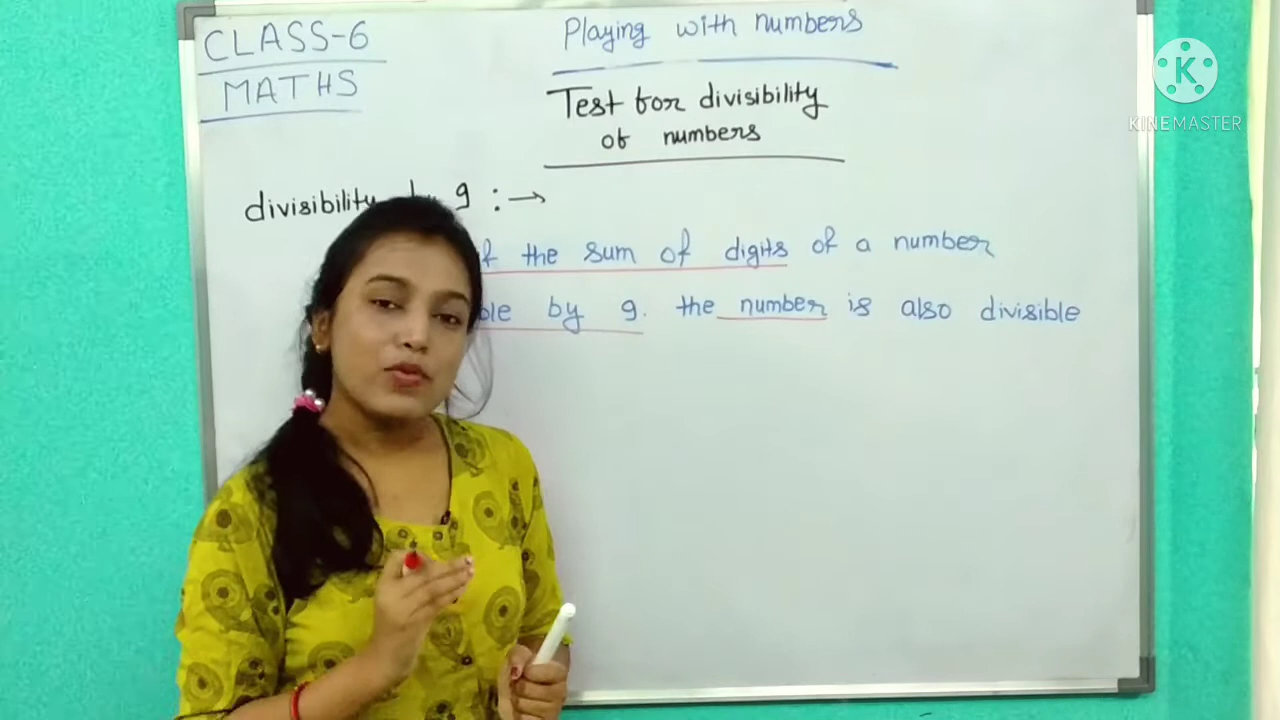 CLASS-6
MATHS
Playing with numbers
Test for divisibility
of numbers
divisibility 9 :→
the sum of digits of a number
by 9. the number is also divisible
KINEMASTER